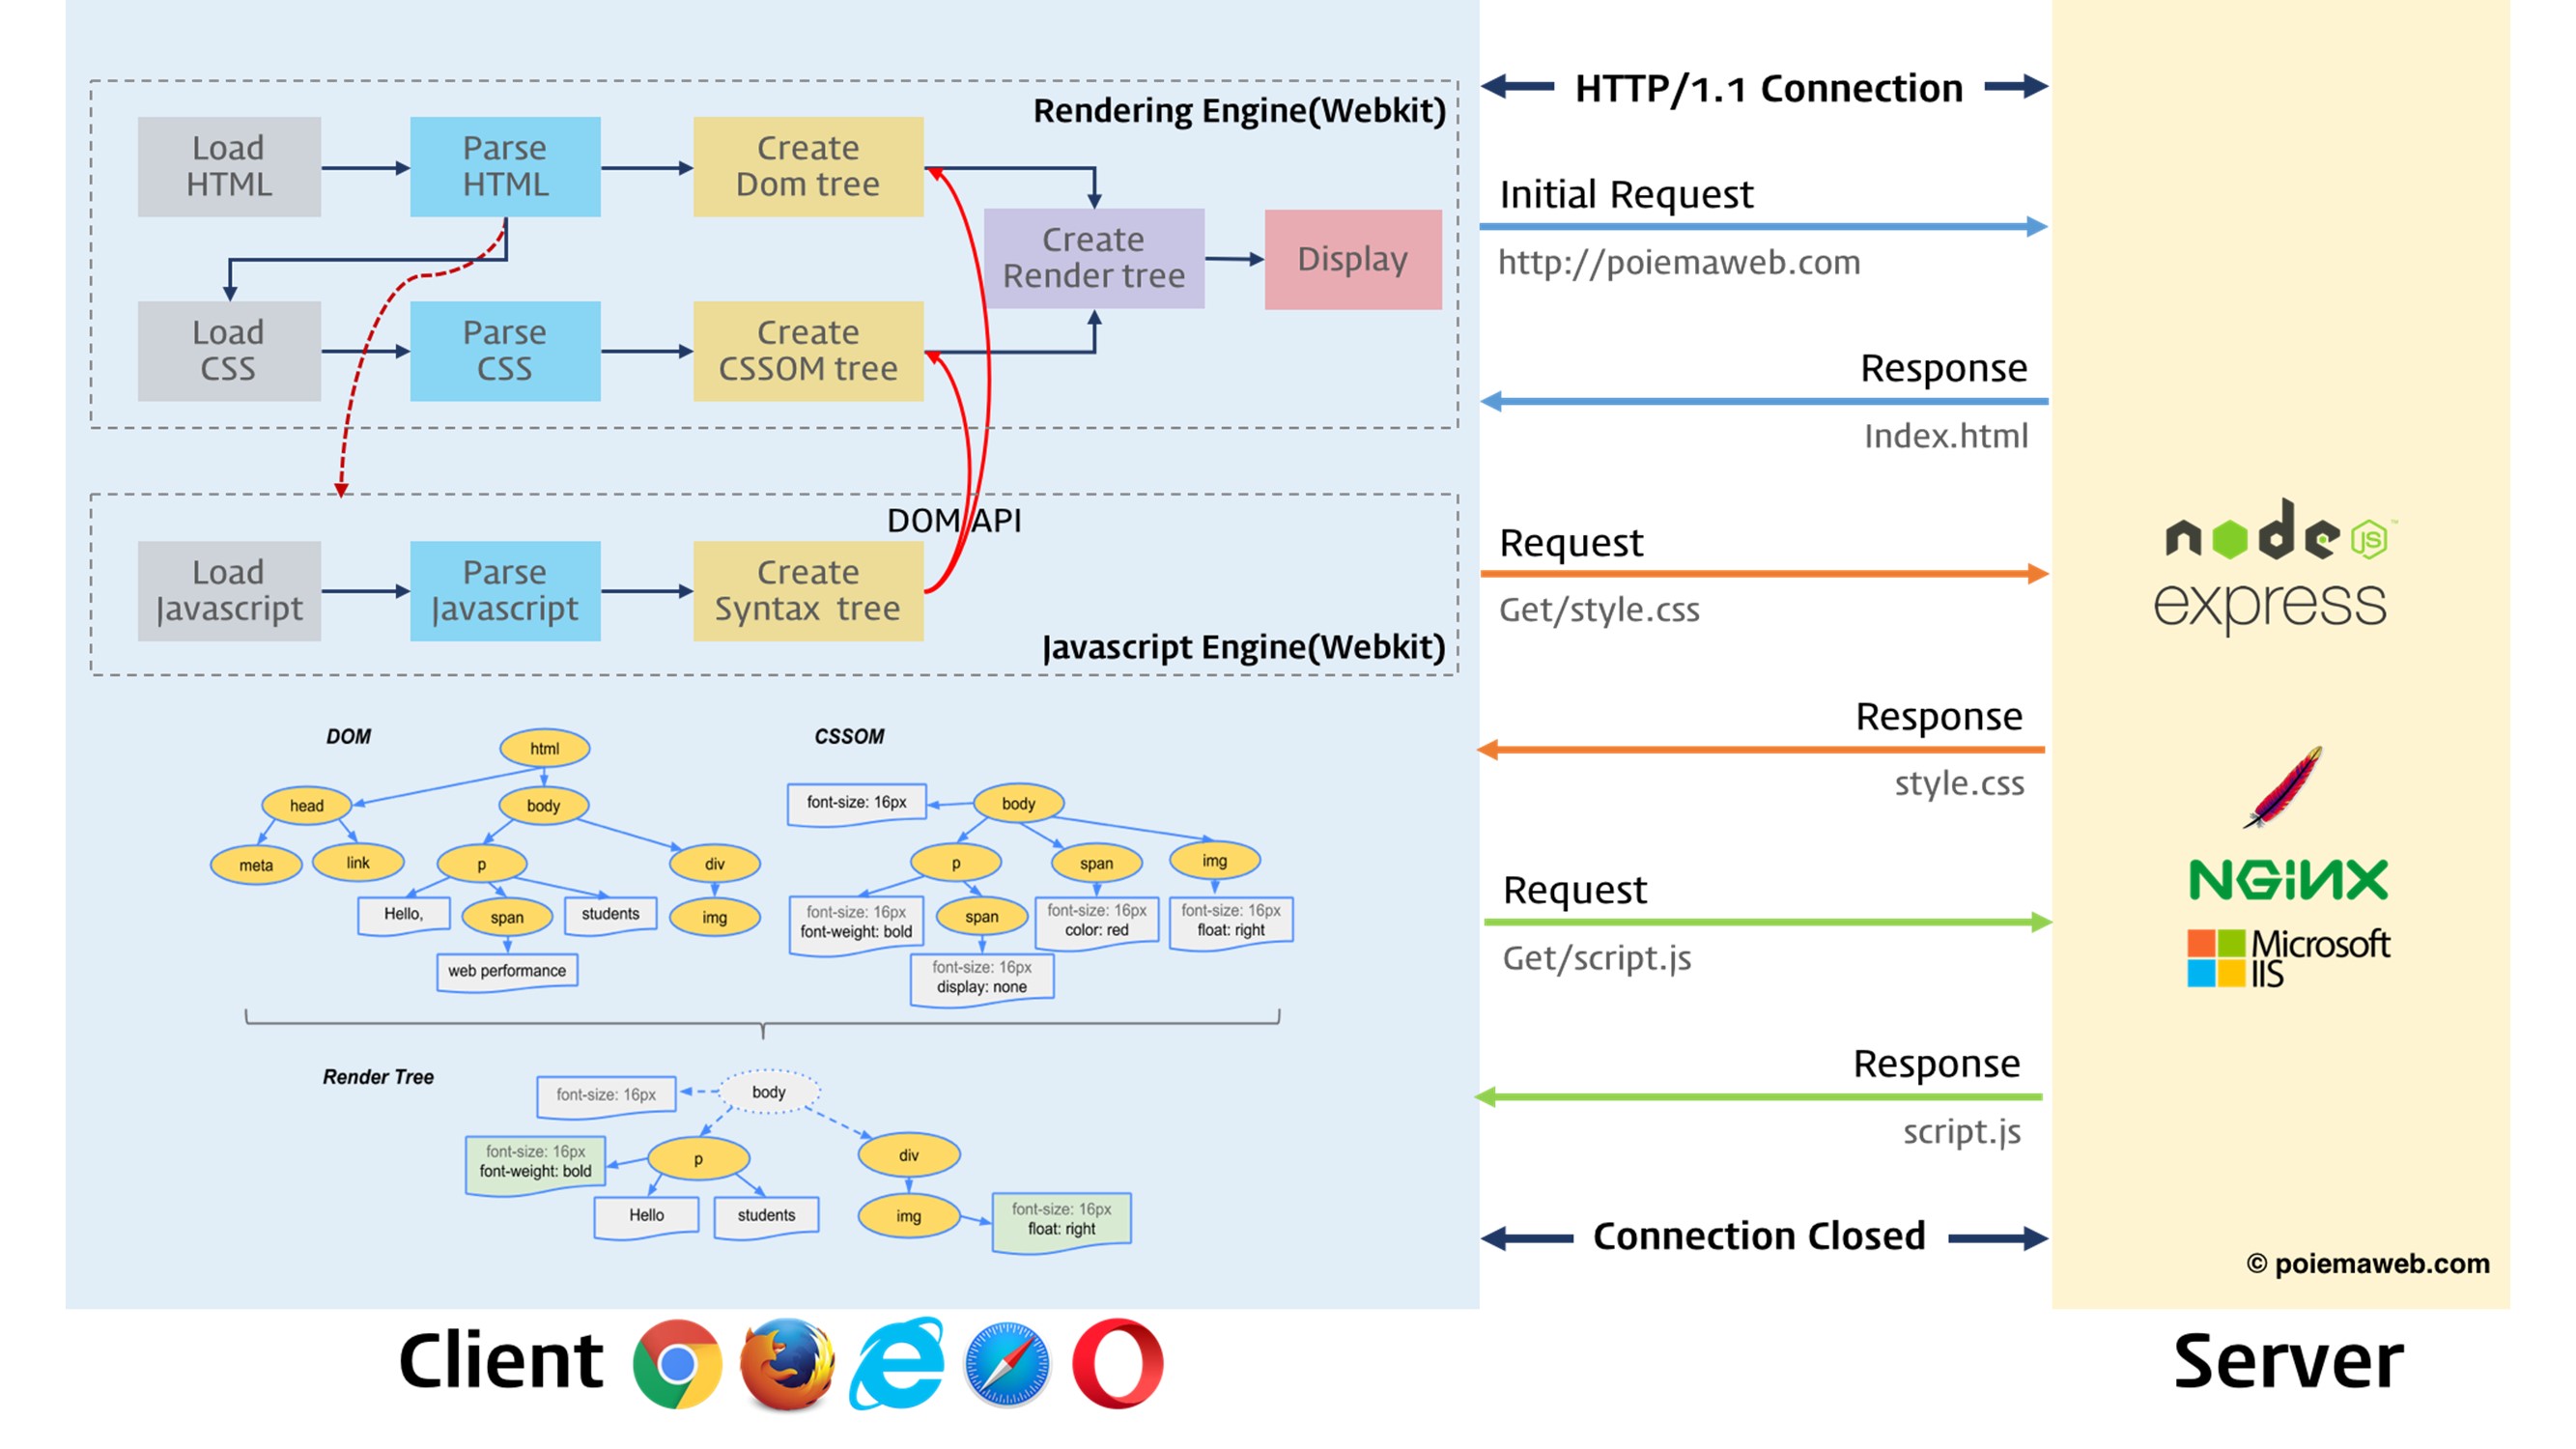 Rendering Engine(Webkit)
Load
HTML
Parse
HTML
Create
Dom tree
Create
Render tree
Display
Load
CSS
Parse
CSS
Create
CSSOM tree
DOM API
Load
Javascript
Parse
Javascript
Create
Syntax tree
Javascript Engine(Webkit)
DOM
html
head
body
meta
link
p
div
Hello,
span
students
img
web performance
CSSOM
font-size: 16px
body
p
span
img
font-size: 16px
font-weight: bold
span
font-size: 16px
color: red
font-size: 16px
float: right
font-size: 16px
display: none
Render Tree
font-size: 16px
body
font-size: 16px
font-weight: bold
p
div
Hello
students
img
font-size: 16px
float: right
HTTP/1.1 Connection
Initial Request
http://poiemaweb.com
Response
Index.html
Request
Get/style.css
Response
style.css
Request
Get/script.js
Response
script.js
Connection Closed
node
JS
™
express
NGiNX
Microsoft
IIS
© poiemaweb.com
Client
Server